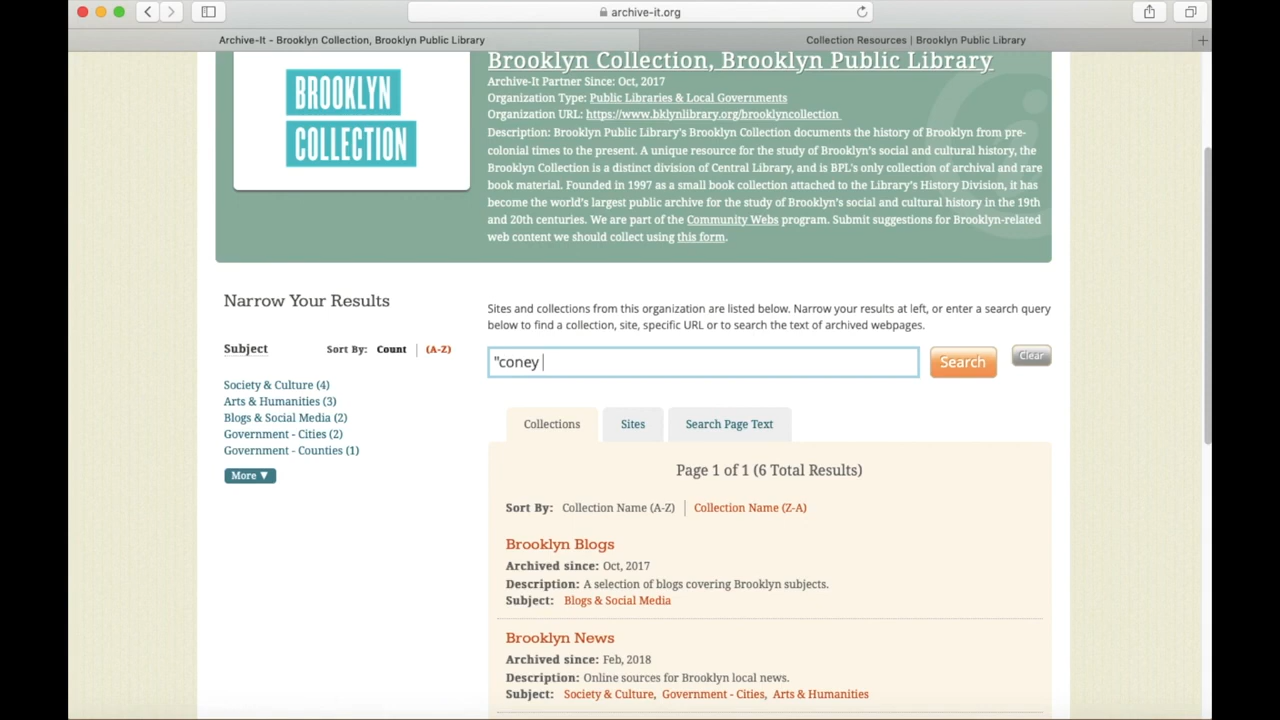 archive-it.org
Archive-It - Brooklyn Collection, Brooklyn Public Library
Collection Resources | Brooklyn Public Library
BROOKLYN
COLLECTION
Brooklyn Collection, Brooklyn Public Library
Archive-It Partner Since: Oct, 2017
Organization Type: Public Libraries & Local Governments
Organization URL: https://www.bklynlibrary.org/brooklyncollection
Description: Brooklyn Public Library's Brooklyn Collection documents the history of Brooklyn from pre-
colonial times to the present. A unique resource for the study of Brooklyn's social and cultural history, the
Brooklyn Collection is a distinct division of Central Library, and is BPL's only collection of archival and rare
book material. Founded in 1997 as a small book collection attached to the Library's History Division, it has
become the world's largest public archive for the study of Brooklyn's social and cultural history in the 19th
and 20th centuries. We are part of the Community Webs program. Submit suggestions for Brooklyn-related
web content we should collect using this form.
Narrow Your Results
Subject Sort By: Count | (A-Z)
Society & Culture (4)
Arts & Humanities (3)
Blogs & Social Media (2)
Government - Cities (2)
Government - Counties (1)
More ▼
Sites and collections from this organization are listed below. Narrow your results at left, or enter a search query
below to find a collection, site, specific URL or to search the text of archived webpages.
"coney
Search
Clear
Collections Sites Search Page Text
Page 1 of 1 (6 Total Results)
Sort By: Collection Name (A-Z) | Collection Name (Z-A)
Brooklyn Blogs
Archived since: Oct, 2017
Description: A selection of blogs covering Brooklyn subjects.
Subject: Blogs & Social Media
Brooklyn News
Archived since: Feb, 2018
Description: Online sources for Brooklyn local news.
Subject: Society & Culture, Government - Cities, Arts & Humanities